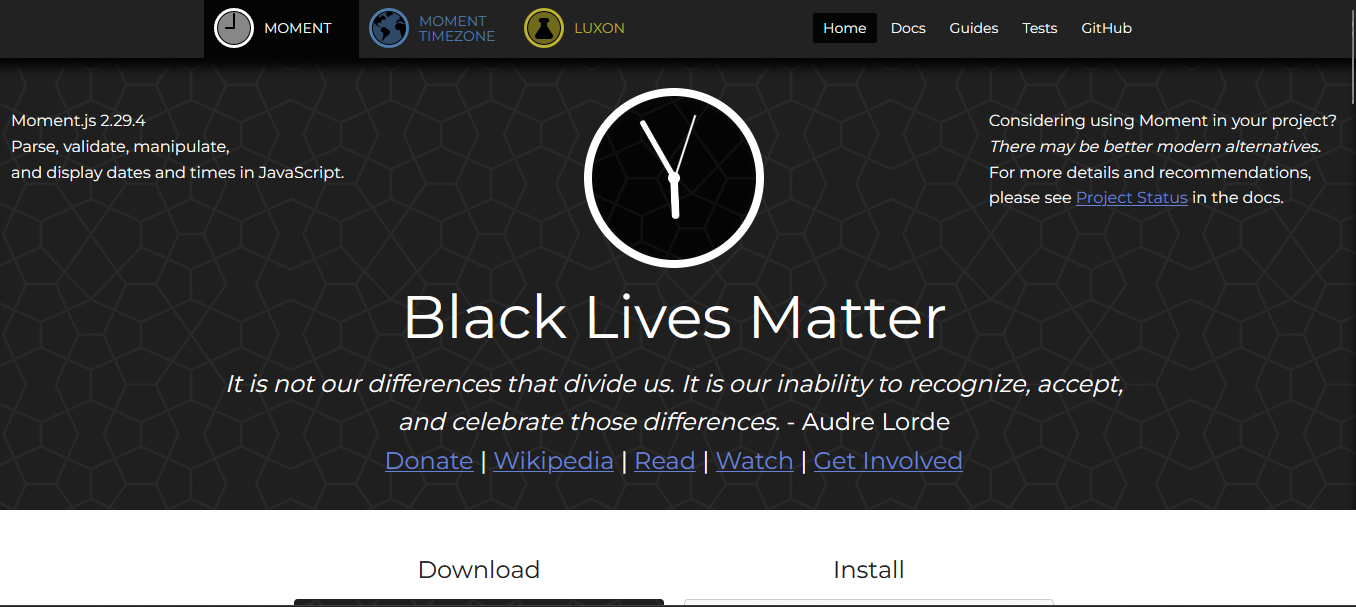 MOMENT
MOMENT
TIMEZONE
LUXON
Home
Docs
Guides
Tests
GitHub
Moment.js 2.29.4
Parse, validate, manipulate,
and display dates and times in JavaScript.
Considering using Moment in your project?
There may be better modern alternatives.
For more details and recommendations,
please see Project Status in the docs.
Black Lives Matter
It is not our differences that divide us. It is our inability to recognize, accept,
and celebrate those differences. - Audre Lorde
Donate | Wikipedia | Read | Watch | Get Involved
Download
Install